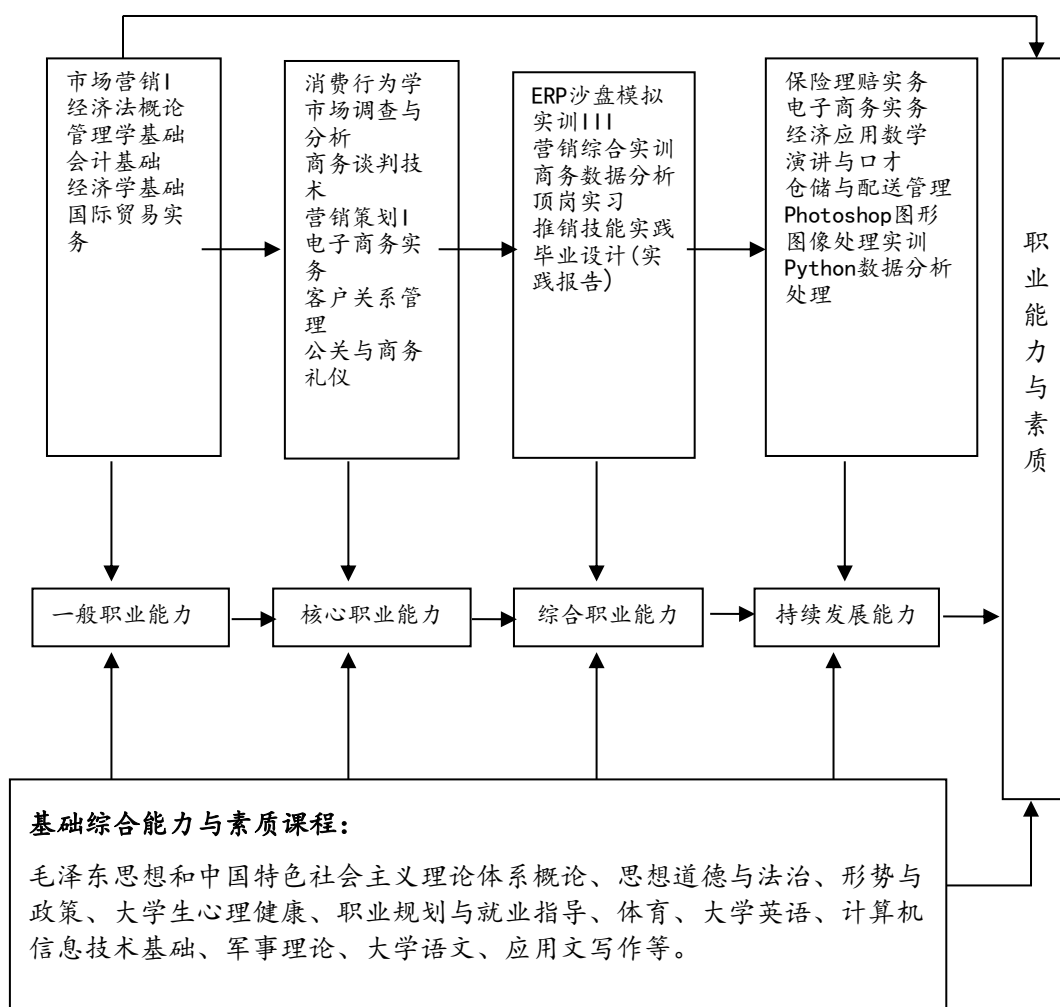 市场营销I
经济法概论
管理学基础
会计基础
经济学基础
国际贸易实
务
消费行为学
市场调查与
分析
商务谈判技
术
营销策划I
电子商务实
务
客户关系管
理
公关与商务
礼仪
ERP沙盘模拟
实训III
营销综合实训
商务数据分析
顶岗实习
推销技能实践
毕业设计(实
践报告)
保险理赔实务
电子商务实务
经济应用数学
演讲与口才
仓储与配送管理
Photoshop图形
图像处理实训
Python数据分析
处理
职
业
能
力
与
素
质
一般职业能力
核心职业能力
综合职业能力
持续发展能力
基础综合能力与素质课程：
毛泽东思想和中国特色社会主义理论体系概论、思想道德与法治、形势与
政策、大学生心理健康、职业规划与就业指导、体育、大学英语、计算机
信息技术基础、军事理论、大学语文、应用文写作等。